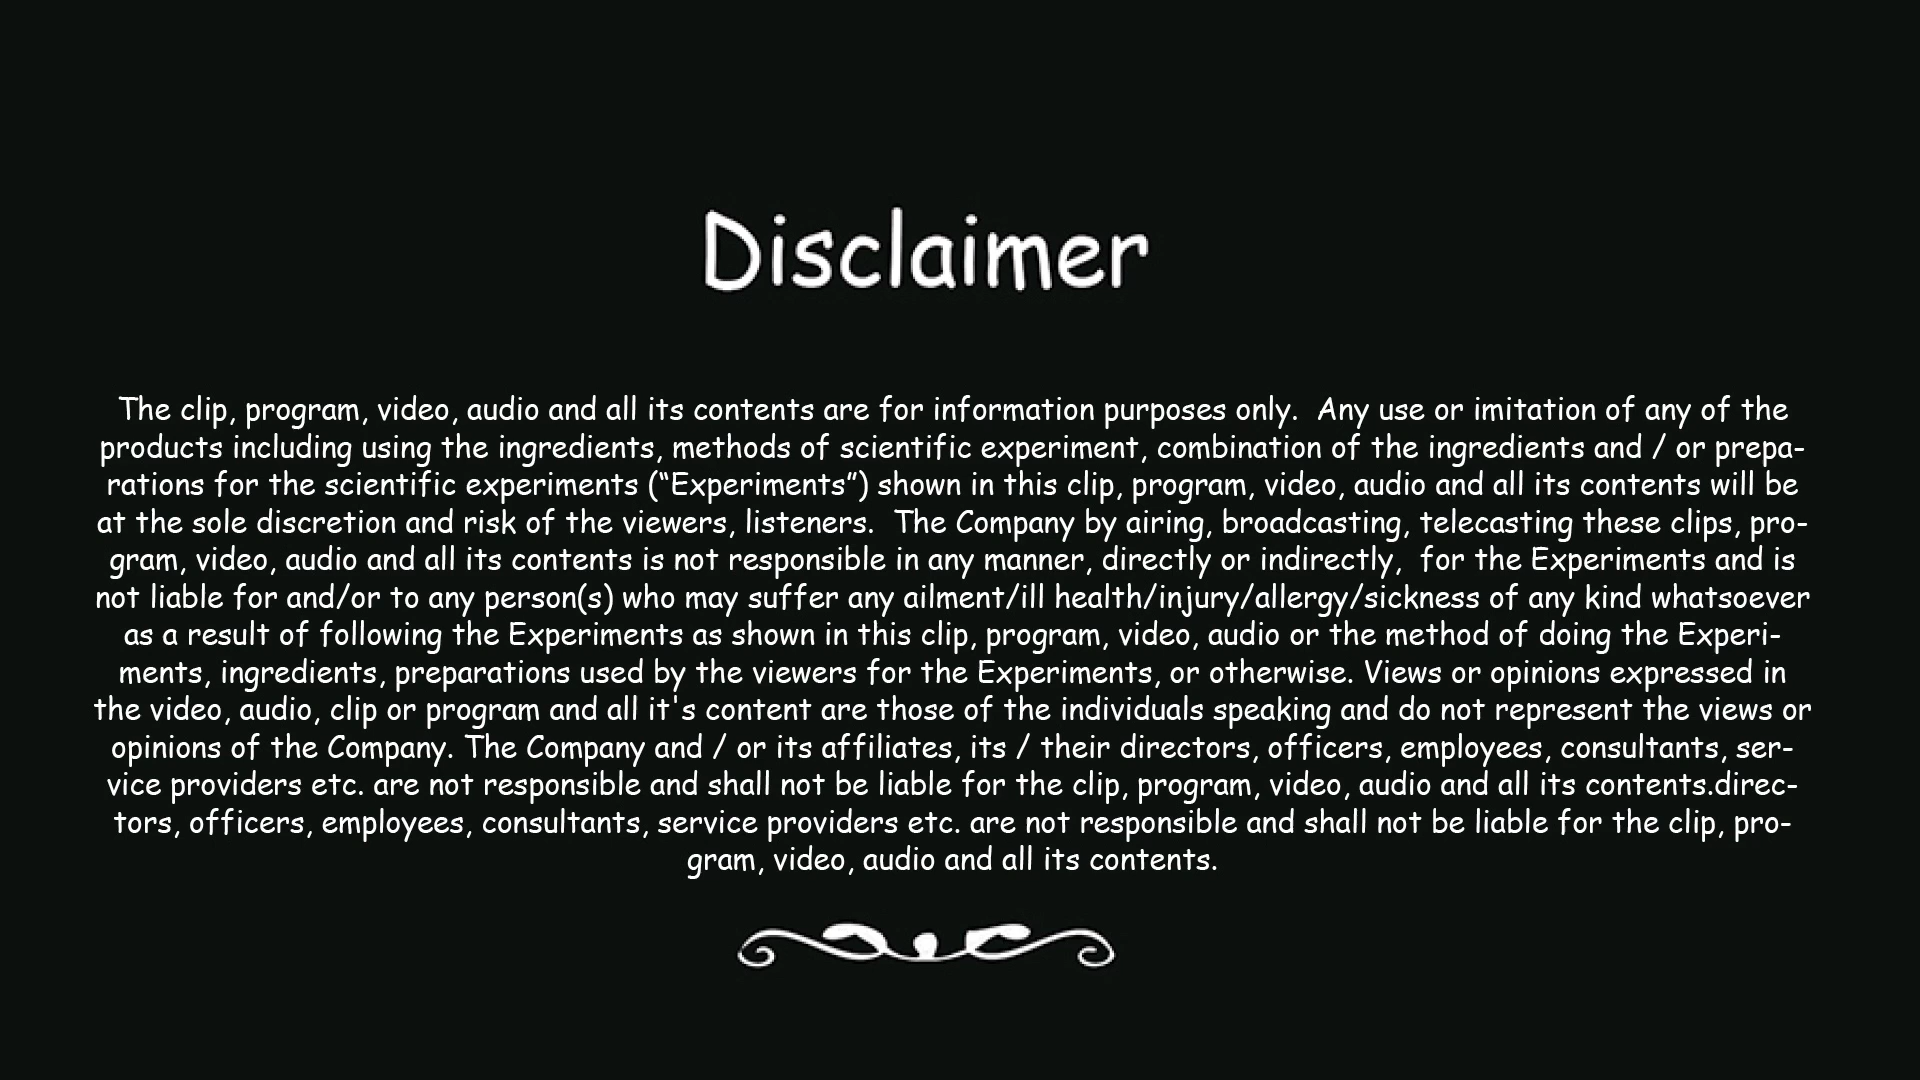 Disclaimer
The clip, program, video, audio and all its contents are for information purposes only.  Any use or imitation of any of the
products including using the ingredients, methods of scientific experiment, combination of the ingredients and / or prepa-
rations for the scientific experiments (“Experiments”) shown in this clip, program, video, audio and all its contents will be
at the sole discretion and risk of the viewers, listeners.  The Company by airing, broadcasting, telecasting these clips, pro-
gram, video, audio and all its contents is not responsible in any manner, directly or indirectly,  for the Experiments and is
not liable for and/or to any person(s) who may suffer any ailment/ill health/injury/allergy/sickness of any kind whatsoever
as a result of following the Experiments as shown in this clip, program, video, audio or the method of doing the Experi-
ments, ingredients, preparations used by the viewers for the Experiments, or otherwise. Views or opinions expressed in
the video, audio, clip or program and all it's content are those of the individuals speaking and do not represent the views or
opinions of the Company. The Company and / or its affiliates, its / their directors, officers, employees, consultants, ser-
vice providers etc. are not responsible and shall not be liable for the clip, program, video, audio and all its contents.direc-
tors, officers, employees, consultants, service providers etc. are not responsible and shall not be liable for the clip, pro-
gram, video, audio and all its contents.